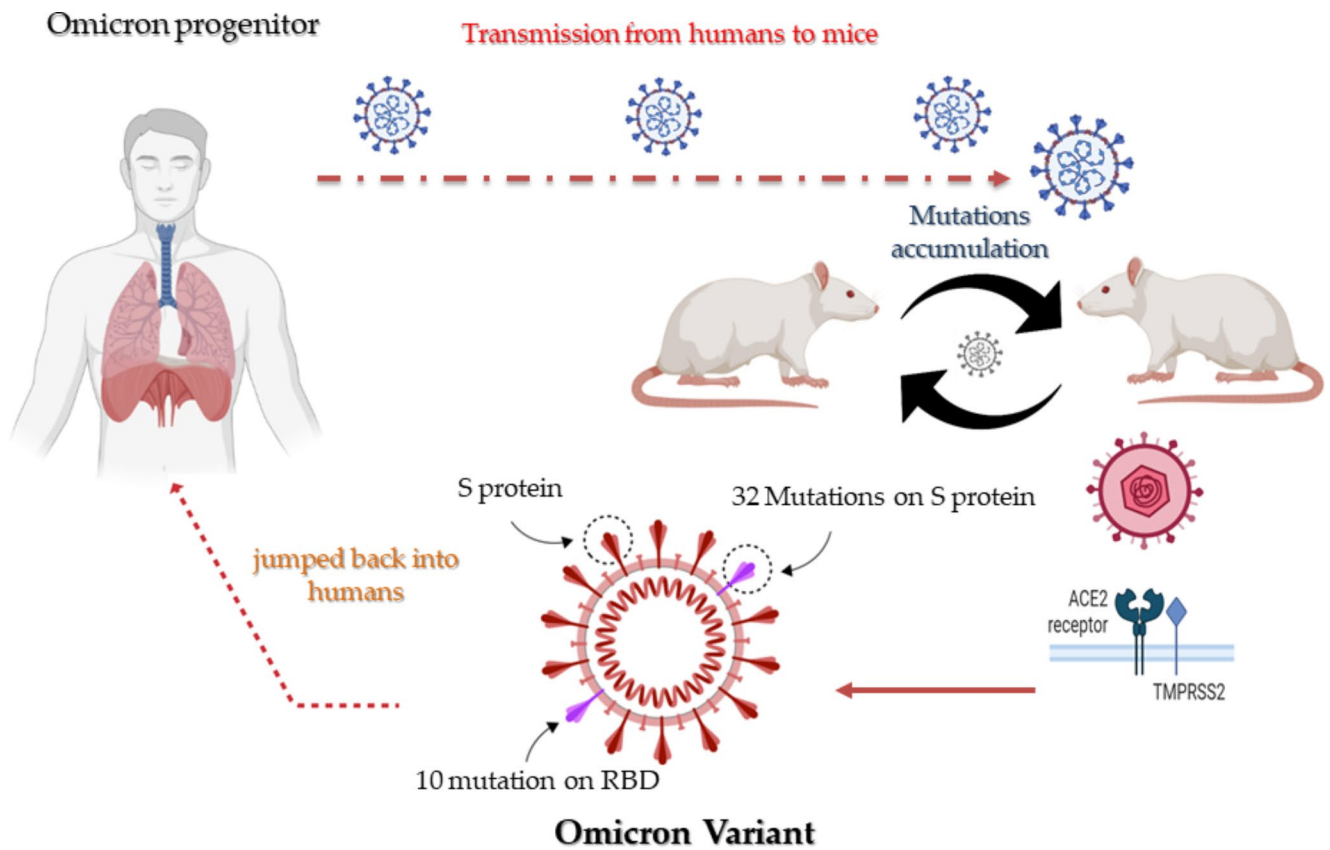 Omicron progenitor
Transmission from humans to mice
Mutations
accumulation
S protein
32 Mutations on S protein
jumped back into
humans
ACE2
receptor
TMPRSS2
10 mutation on RBD
Omicron Variant